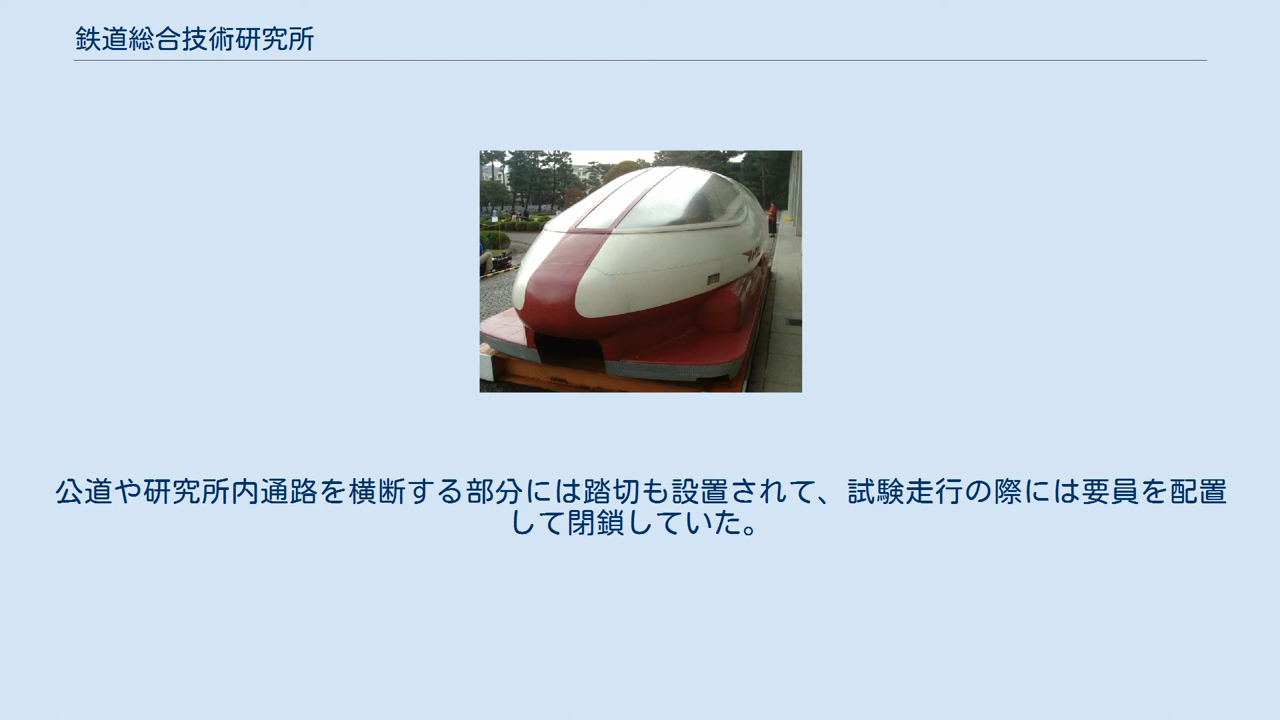 鉄道総合技術研究所
公道や研究所内通路を横断する部分には踏切も設置されて、試験走行の際には要員を配置
して閉鎖していた。